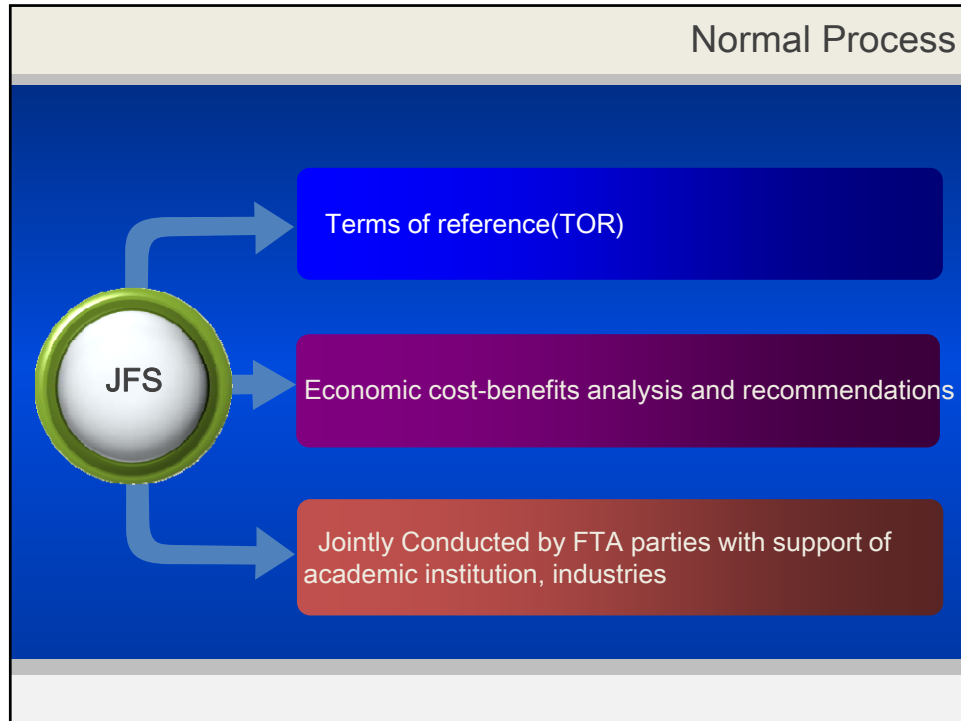 Normal Process
Terms of reference(TOR)
JFS
Economic cost-benefits analysis and recommendations
Jointly Conducted by FTA parties with support of
academic institution, industries